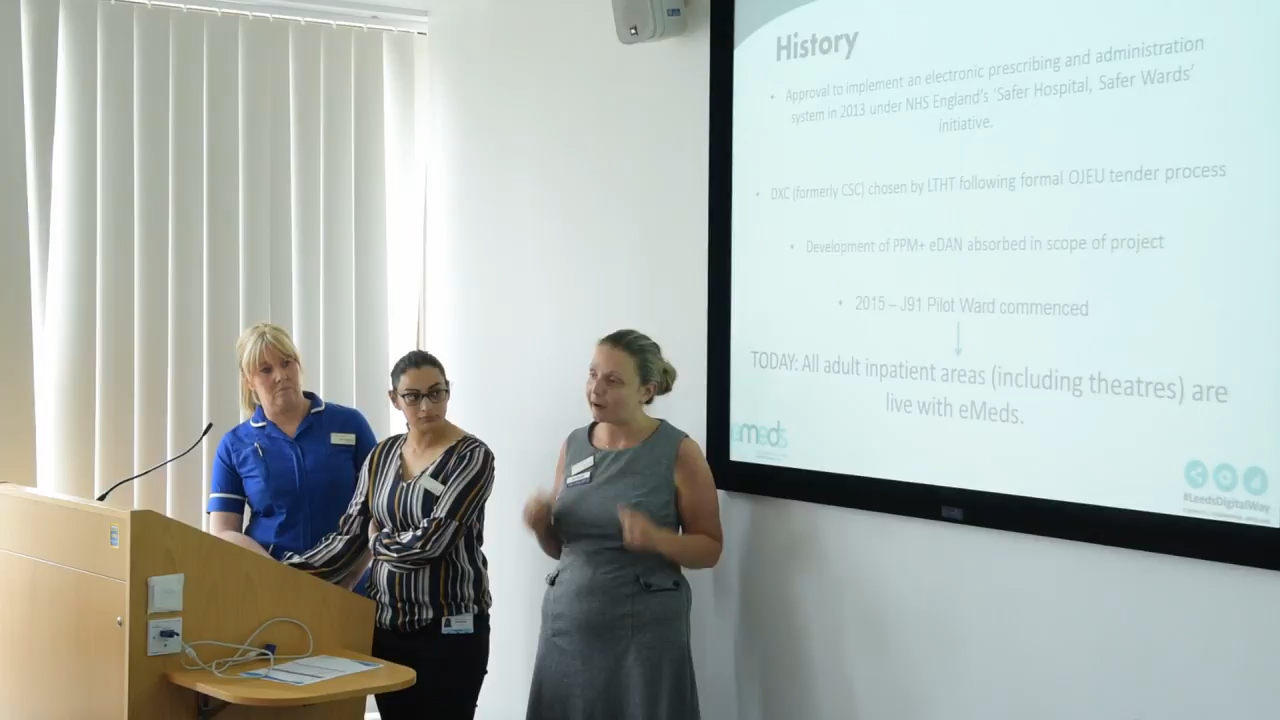 History
• Approval to implement an electronic prescribing and administration
system in 2013 under NHS England's 'Safer Hospital, Safer Wards'
initiative.
• DXC (formerly CSC) chosen by LTHT following formal OJEU tender process
• Development of PPM+ eDAN absorbed in scope of project
• 2015 – J91 Pilot Ward commenced
TODAY: All adult inpatient areas (including theatres) are
live with eMeds.
emeds
#LeedsDigitalWay